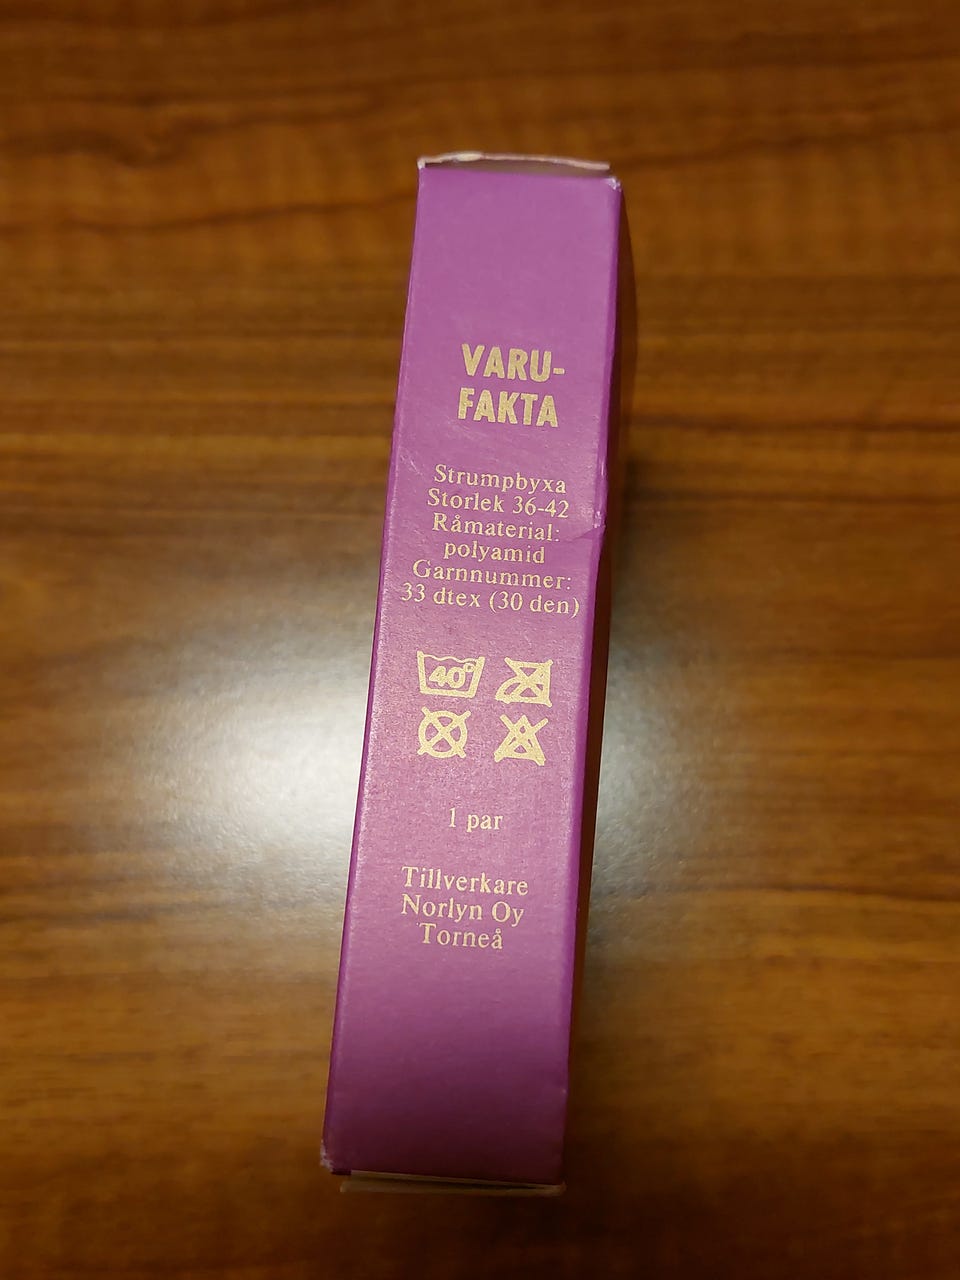 VARU-
FAKTA
Strumpbyxa
Storlek 36-42
Råmaterial:
polyamid
Garnnummer:
33 dtex (30 den)
40°
1 par
Tillverkare
Norlyn Oy
Torneå